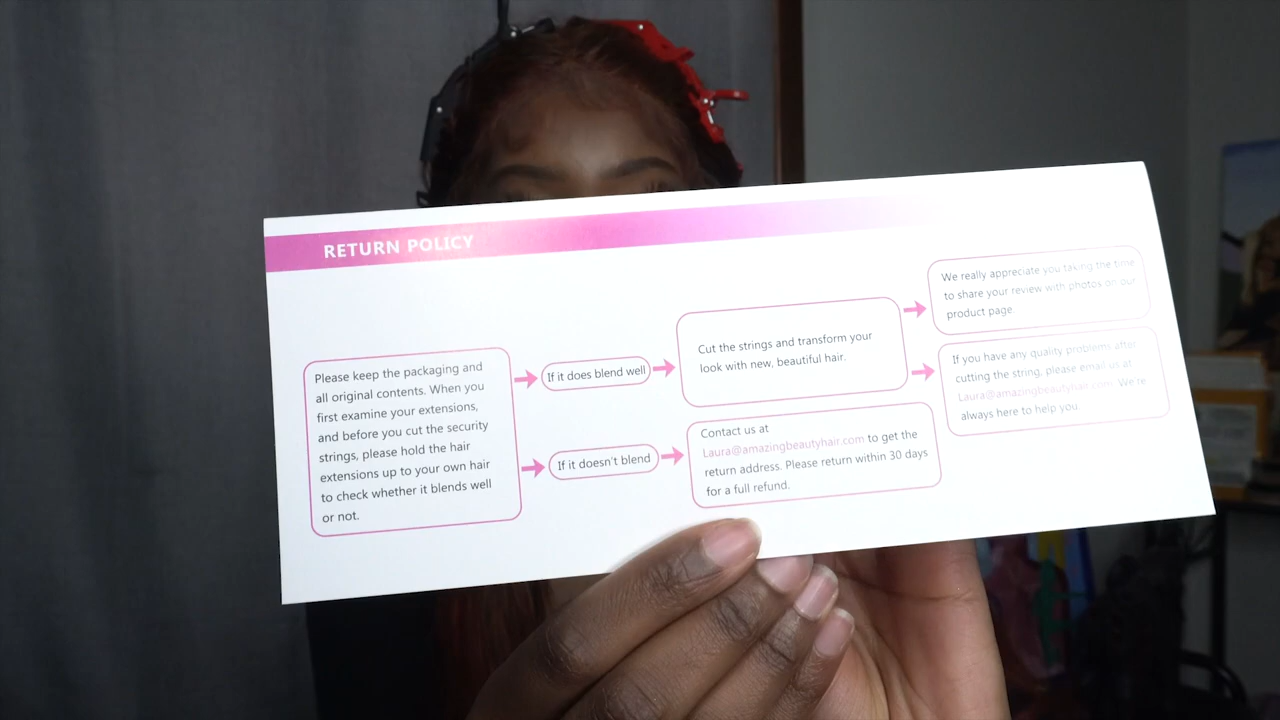 RETURN POLICY
Please keep the packaging and
all original contents. When you
first examine your extensions,
and before you cut the security
strings, please hold the hair
extensions up to your own hair
to check whether it blends well
or not.
If it does blend well
Cut the strings and transform your
look with new, beautiful hair.
We really appreciate you taking the time
to share your review with photos on our
product page.
If you have any quality problems after
cutting the string, please email us at
Laura@amazingbeautyhair.com. We're
always here to help you.
If it doesn't blend
Contact us at
Laura@amazingbeautyhair.com to get the
return address. Please return within 30 days
for a full refund.